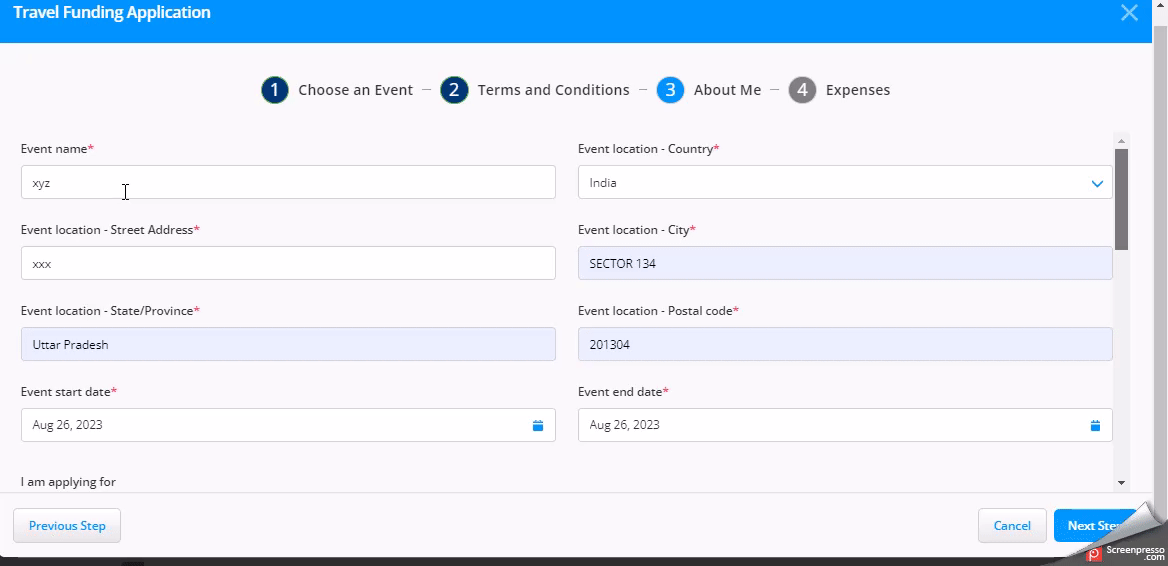 Travel Funding Application
1 Choose an Event – 2 Terms and Conditions – 3 About Me – 4 Expenses
Event name* Event location - Country*
xyz India
Event location - Street Address* Event location - City*
xxx SECTOR 134
Event location - State/Province* Event location - Postal code*
Uttar Pradesh 201304
Event start date* Event end date*
Aug 26, 2023 Aug 26, 2023
I am applying for
Previous Step Cancel Next Step
Screenpresso
.com